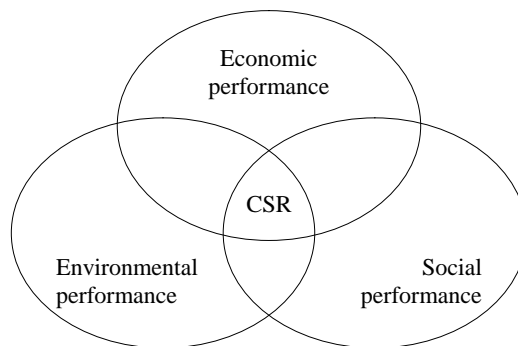 Economic
performance
CSR
Environmental
performance
Social
performance